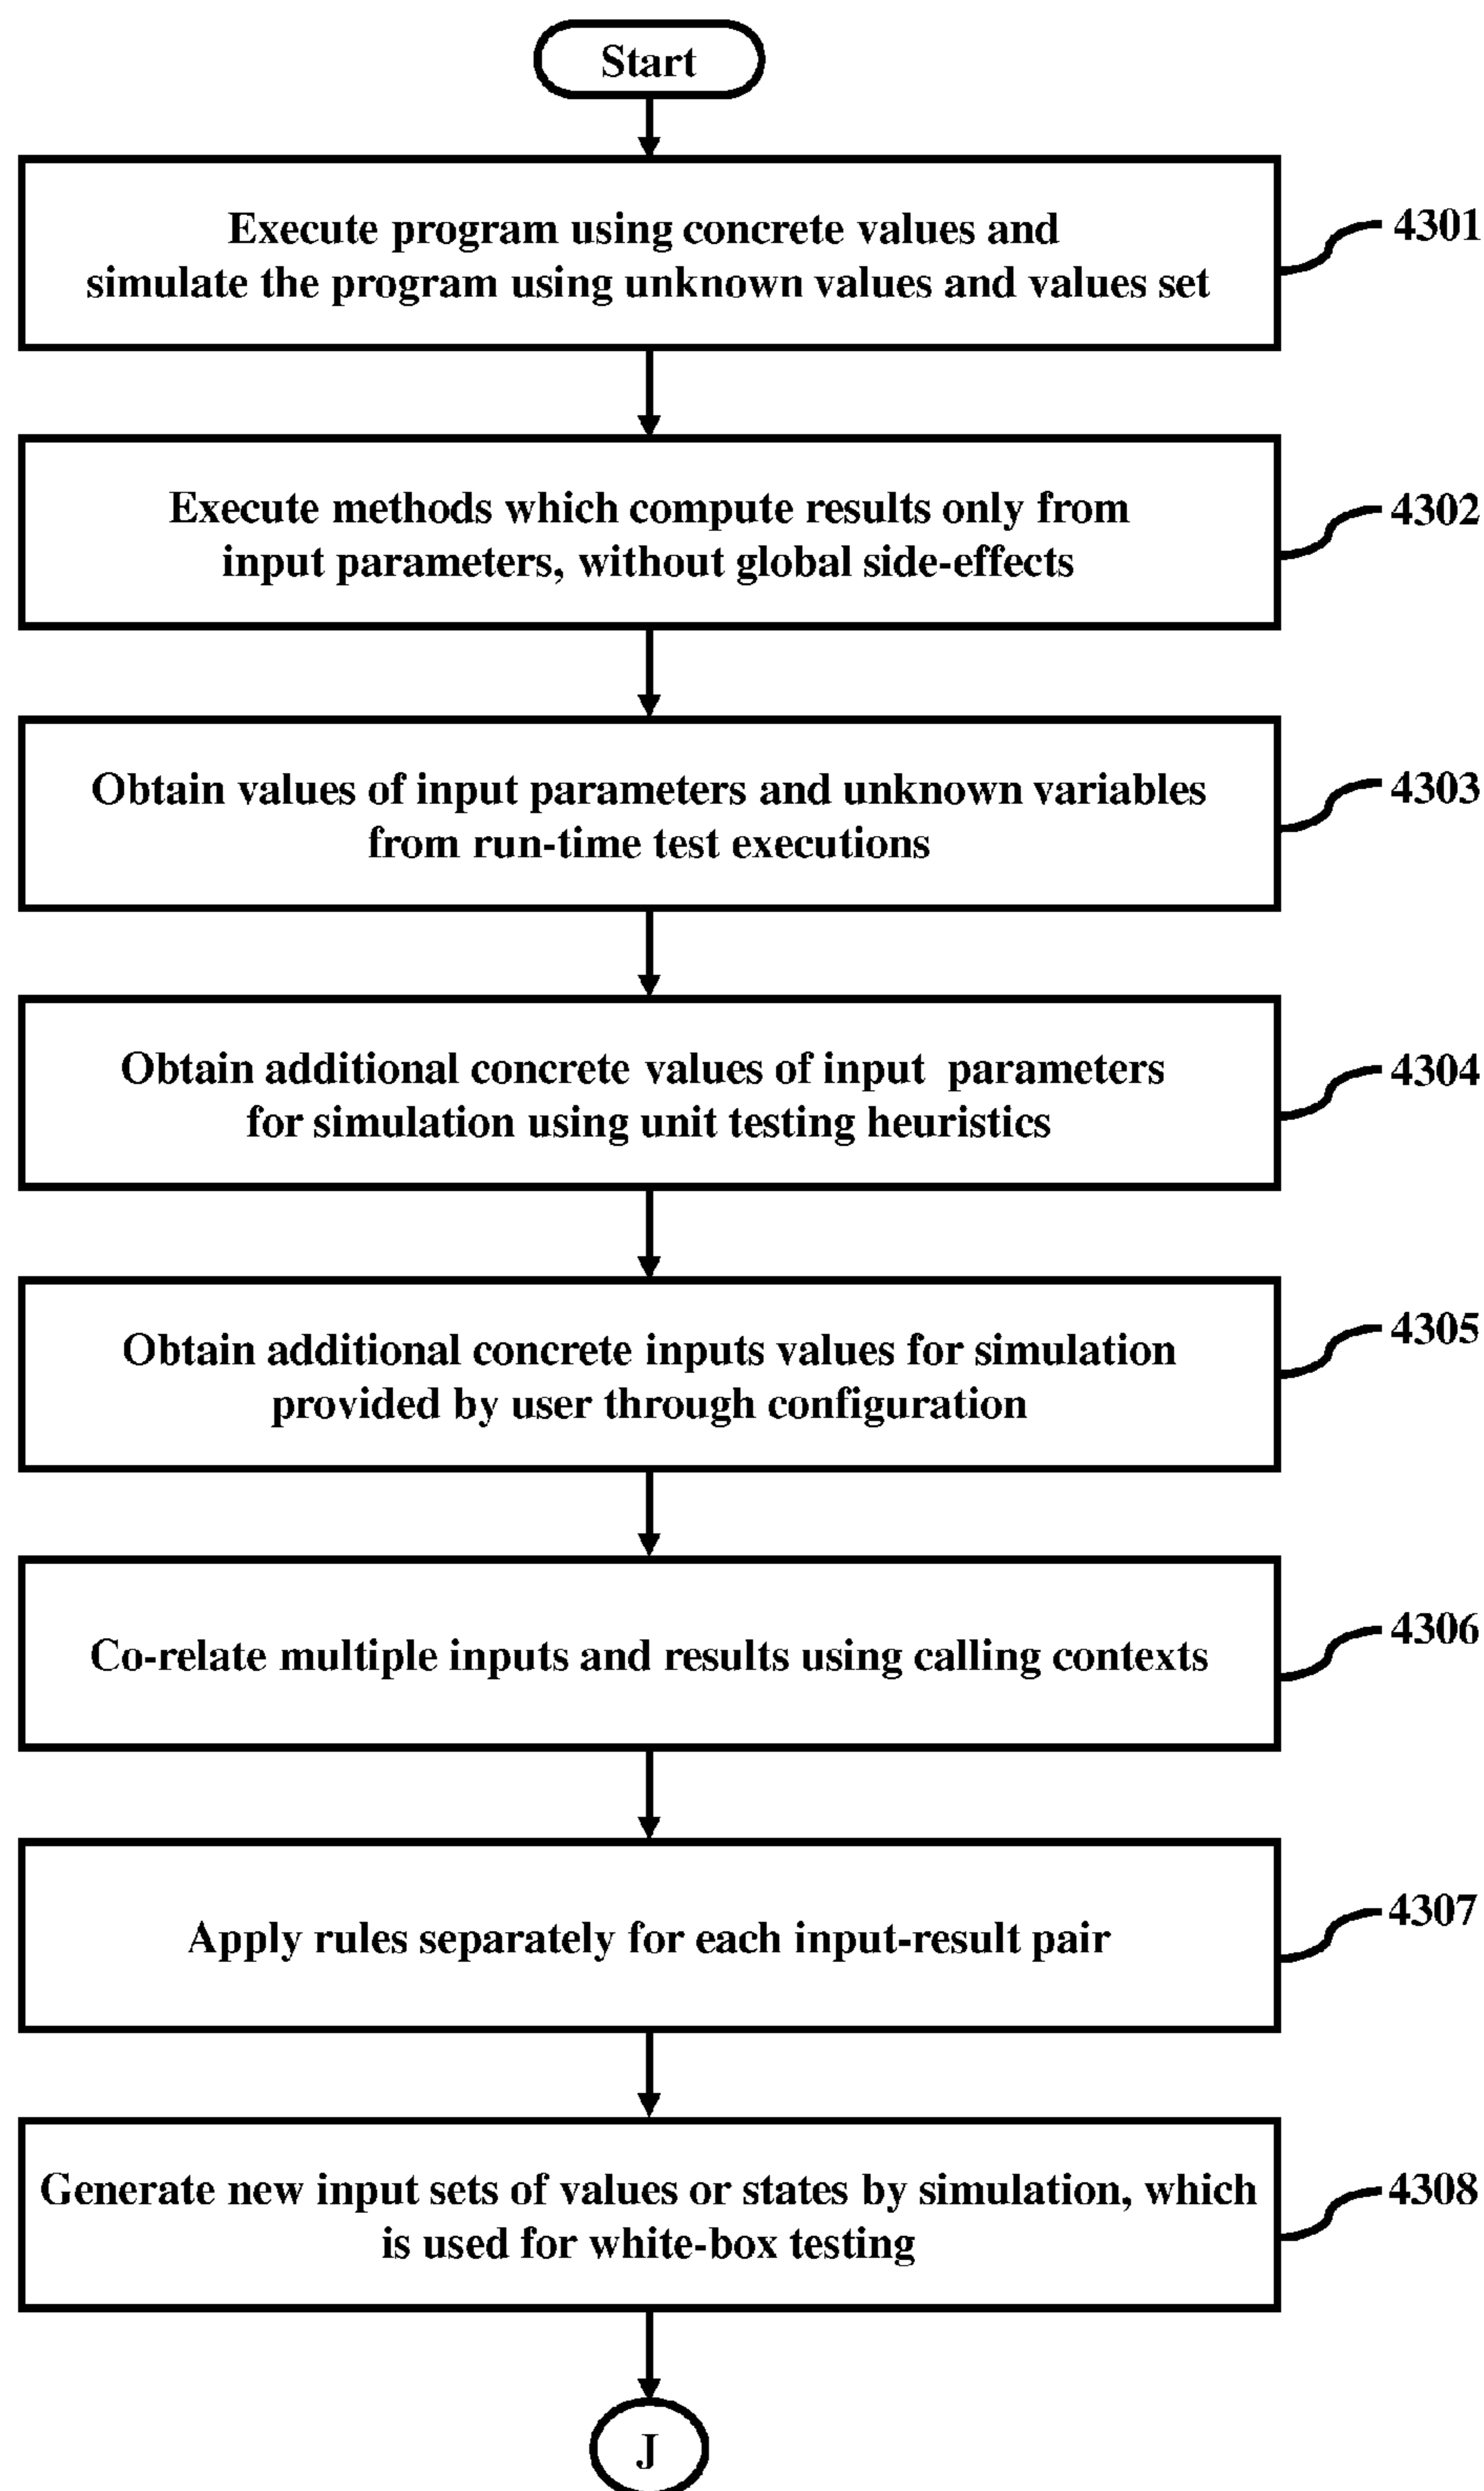 Start
Execute program using concrete values and
simulate the program using unknown values and values set
4301
Execute methods which compute results only from
input parameters, without global side-effects
4302
Obtain values of input parameters and unknown variables
from run-time test executions
4303
Obtain additional concrete values of input parameters
for simulation using unit testing heuristics
4304
Obtain additional concrete inputs values for simulation
provided by user through configuration
4305
Co-relate multiple inputs and results using calling contexts
4306
Apply rules separately for each input-result pair
4307
Generate new input sets of values or states by simulation, which
is used for white-box testing
4308
J